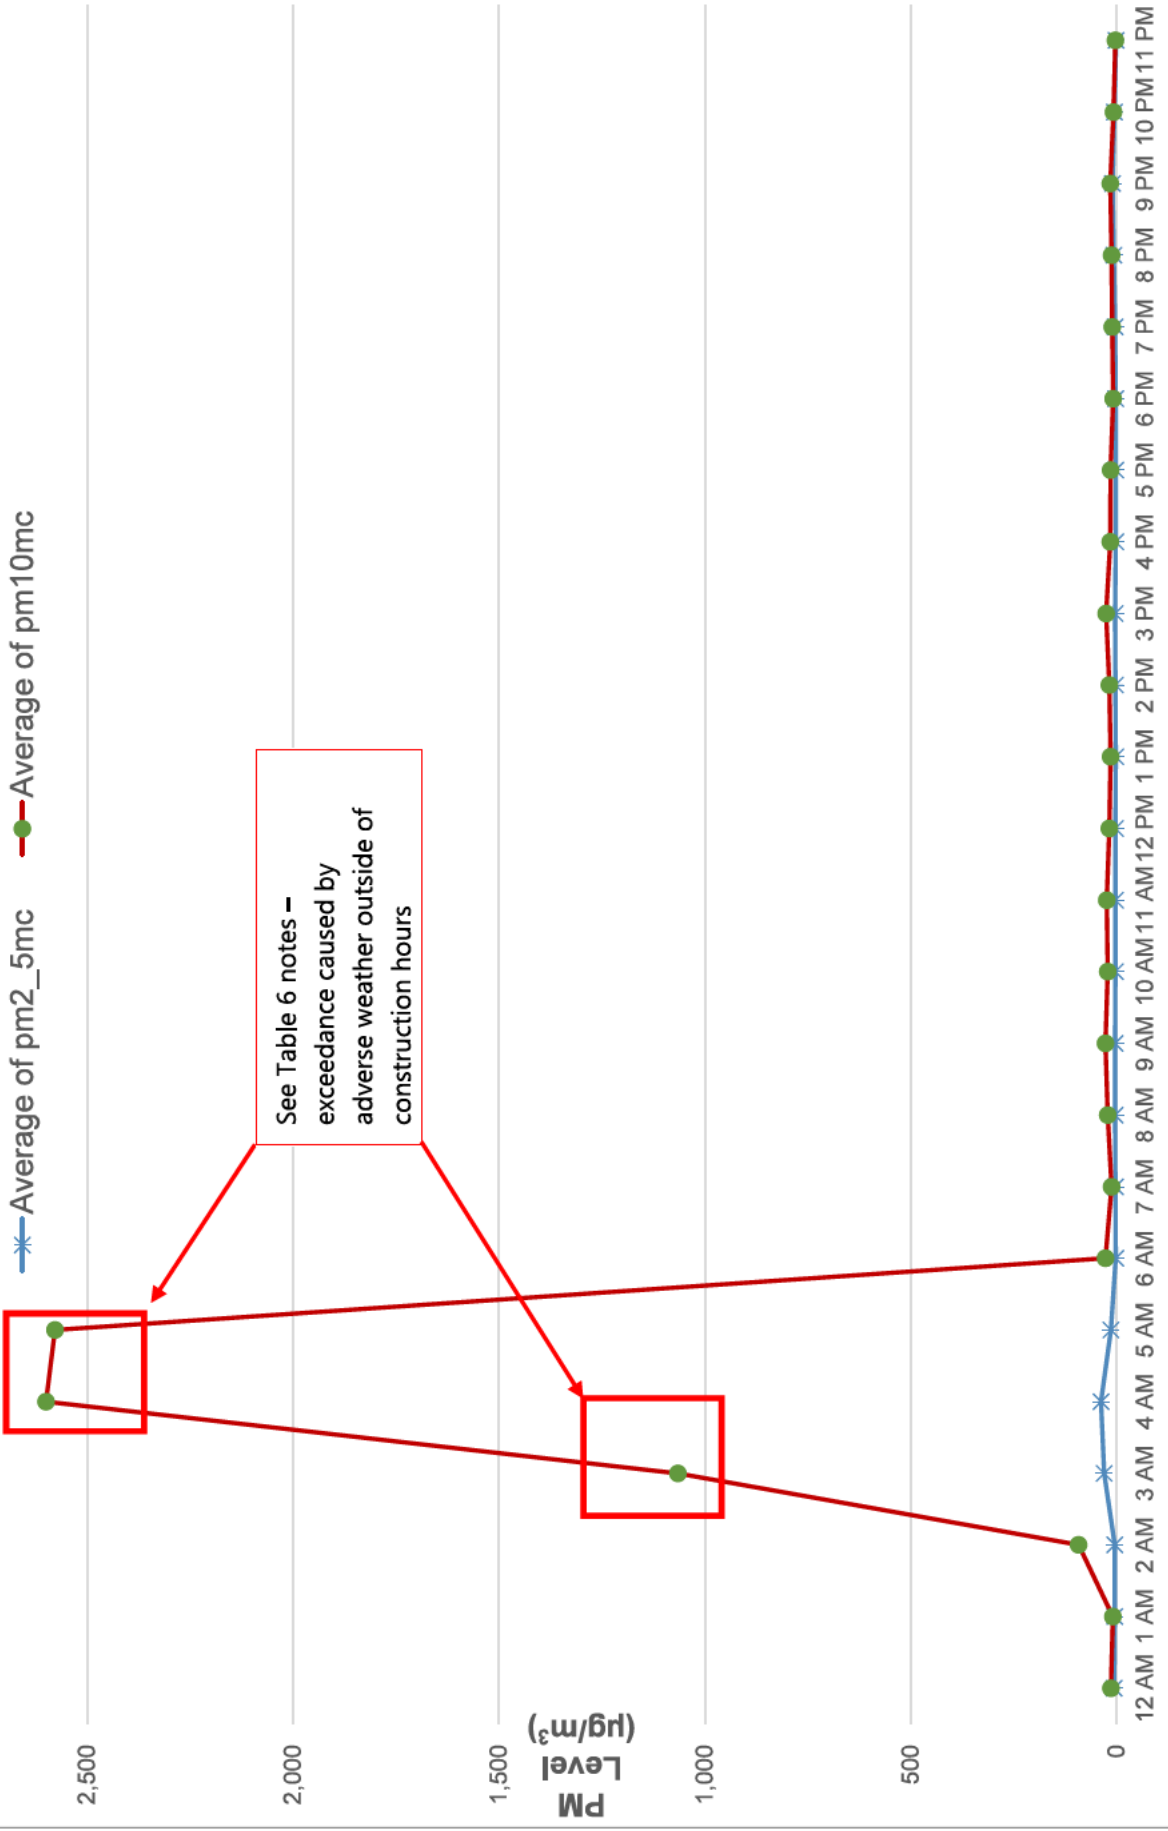 Average of pm2_5mc
Average of pm10mc
PM
Level
(µg/m³)
2,500
2,000
1,500
1,000
500
0
See Table 6 notes –
exceedance caused by
adverse weather outside of
construction hours
12 AM 1 AM 2 AM 3 AM 4 AM 5 AM 6 AM 7 AM 8 AM 9 AM 10 AM 11 AM 12 PM 1 PM 2 PM 3 PM 4 PM 5 PM 6 PM 7 PM 8 PM 9 PM 10 PM 11 PM